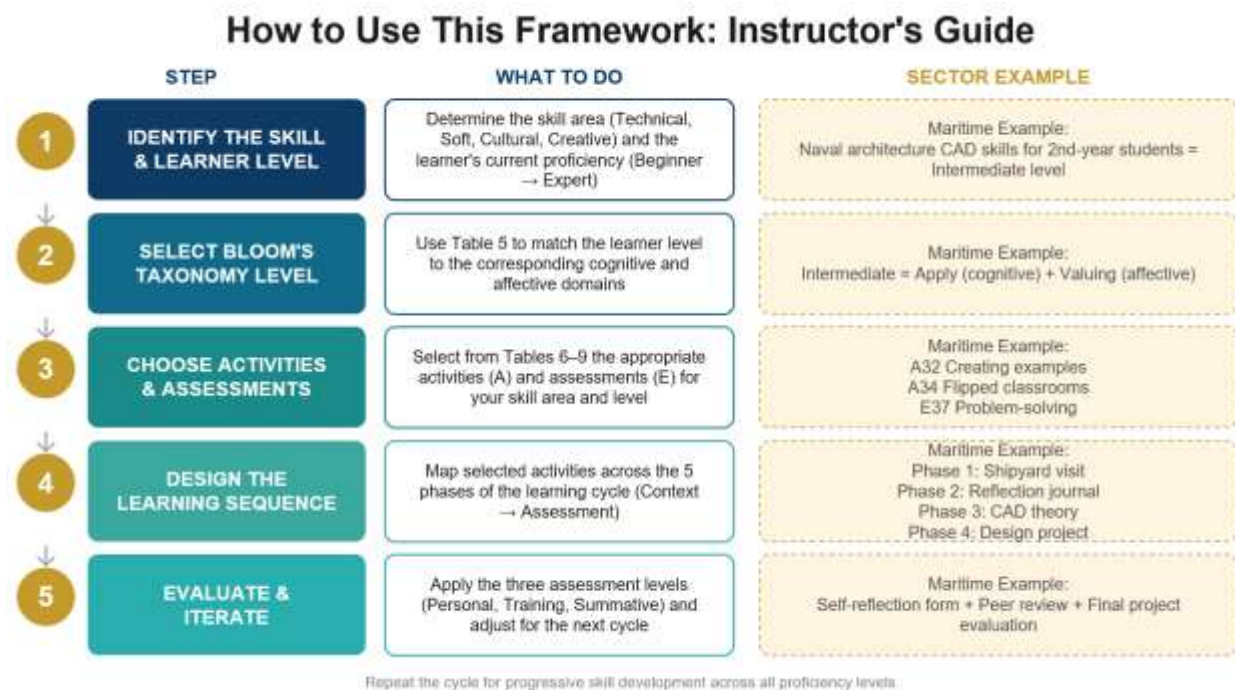 How to Use This Framework: Instructor's Guide
STEP
WHAT TO DO
SECTOR EXAMPLE
1
IDENTIFY THE SKILL
& LEARNER LEVEL
Determine the skill area (Technical,
Soft, Cultural, Creative) and the
learner's current proficiency (Beginner
→ Expert)
Maritime Example:
Naval architecture CAD skills for 2nd-year students =
Intermediate level
2
SELECT BLOOM'S
TAXONOMY LEVEL
Use Table 5 to match the learner level
to the corresponding cognitive and
affective domains
Maritime Example:
Intermediate = Apply (cognitive) + Valuing (affective)
3
CHOOSE ACTIVITIES
& ASSESSMENTS
Select from Tables 6–9 the appropriate
activities (A) and assessments (E) for
your skill area and level
Maritime Example:
A32 Creating examples
A34 Flipped classrooms
E37 Problem-solving
4
DESIGN THE
LEARNING SEQUENCE
Map selected activities across the 5
phases of the learning cycle (Context
→ Assessment)
Maritime Example:
Phase 1: Shipyard visit
Phase 2: Reflection journal
Phase 3: CAD theory
Phase 4: Design project
5
EVALUATE &
ITERATE
Apply the three assessment levels
(Personal, Training, Summative) and
adjust for the next cycle
Maritime Example:
Self-reflection form + Peer review + Final project
evaluation
Repeat the cycle for progressive skill development across all proficiency levels